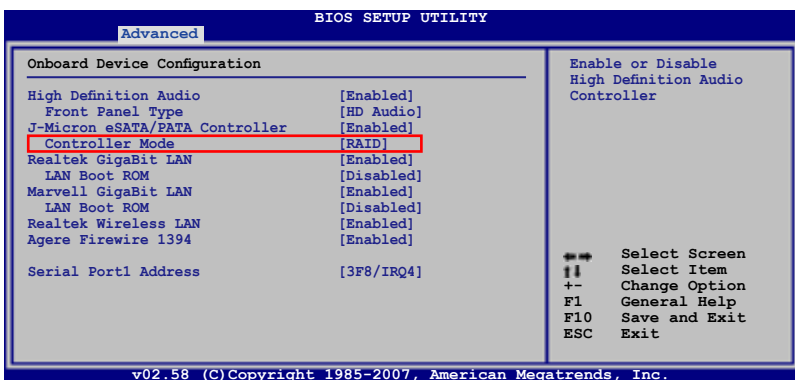 BIOS SETUP UTILITY
Advanced
Onboard Device Configuration
High Definition Audio [Enabled]
Front Panel Type [HD Audio]
J-Micron eSATA/PATA Controller [Enabled]
Controller Mode [RAID]
Realtek GigaBit LAN [Enabled]
LAN Boot ROM [Disabled]
Marvell GigaBit LAN [Enabled]
LAN Boot ROM [Disabled]
Realtek Wireless LAN [Enabled]
Agere Firewire 1394 [Enabled]
Serial Port1 Address [3F8/IRQ4]
Enable or Disable
High Definition Audio
Controller
←→ Select Screen
↑↓ Select Item
+- Change Option
F1 General Help
F10 Save and Exit
ESC Exit
v02.58 (C)Copyright 1985-2007, American Megatrends, Inc.